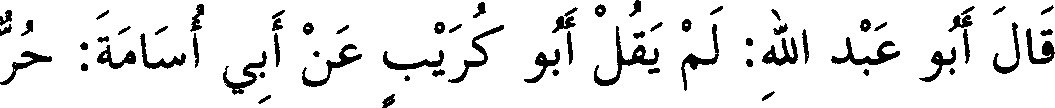 قَالَ أَبُو عَبْد اللهِ: لَمْ يَقُلْ أَبُو كُرَيْبٍ عَنْ أَبِي أُسَامَةَ: حُرٌّ